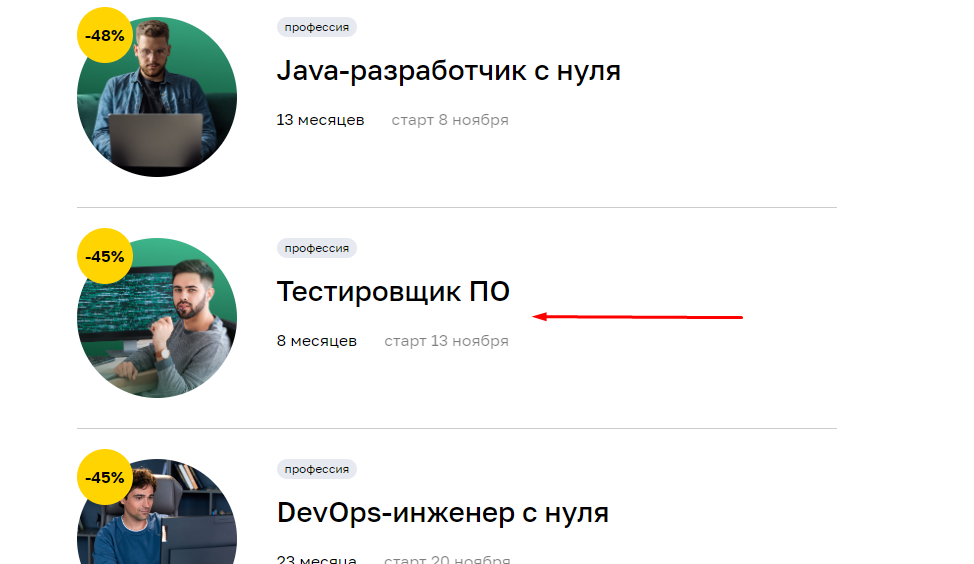 -48%
профессия
Java-разработчик с нуля
13 месяцев старт 8 ноября
-45%
профессия
Тестировщик ПО
8 месяцев старт 13 ноября
-45%
профессия
DevOps-инженер с нуля
23 месяца старт 20 ноября